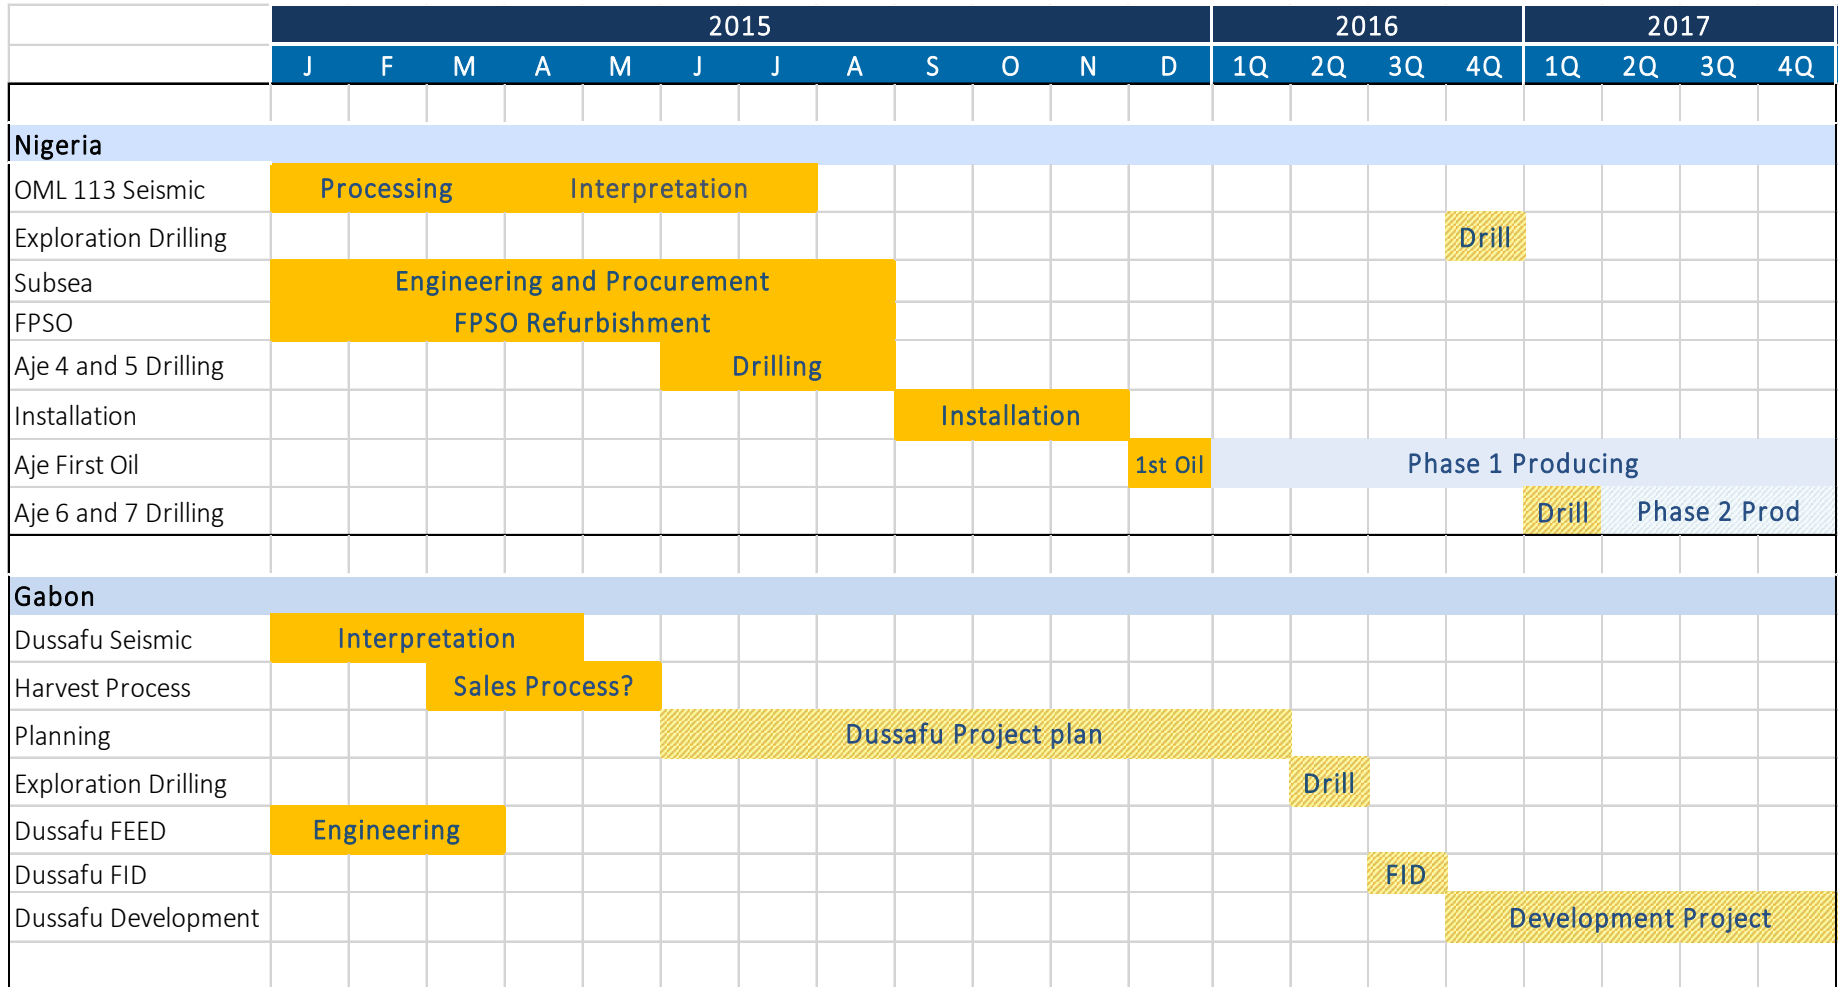 2015 2016 2017
J F M A M J J A S O N D 1Q 2Q 3Q 4Q 1Q 2Q 3Q 4Q
Nigeria
OML 113 Seismic Processing Interpretation
Exploration Drilling Drill
Subsea Engineering and Procurement
FPSO FPSO Refurbishment
Aje 4 and 5 Drilling Drilling
Installation Installation
Aje First Oil 1st Oil Phase 1 Producing
Aje 6 and 7 Drilling Drill Phase 2 Prod
Gabon
Dussafu Seismic Interpretation
Harvest Process Sales Process?
Planning Dussafu Project plan
Exploration Drilling Drill
Dussafu FEED Engineering
Dussafu FID FID
Dussafu Development Development Project